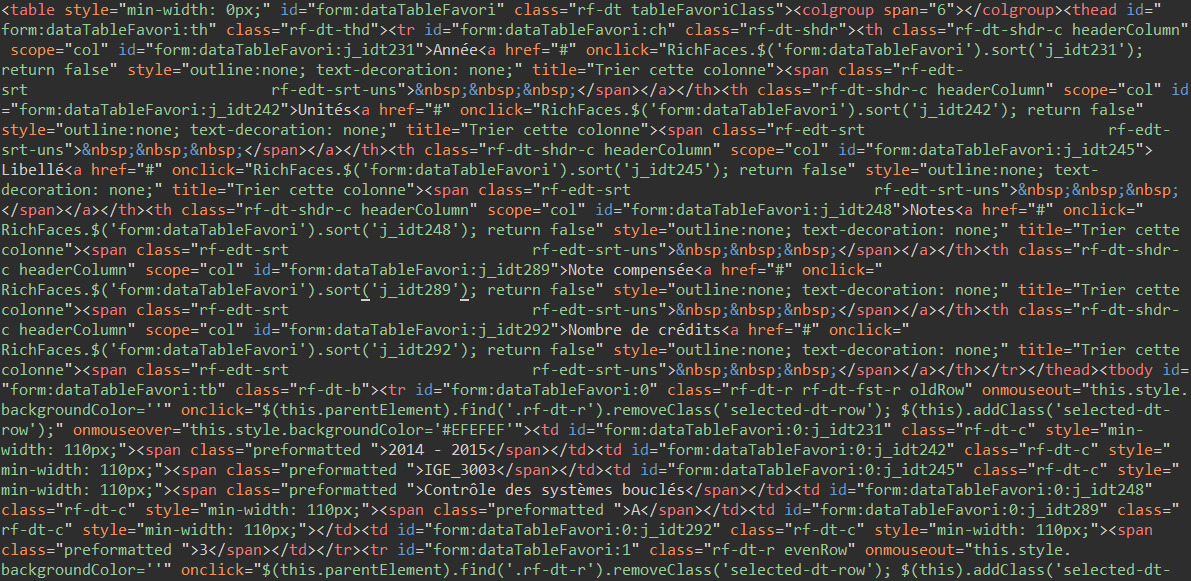 <table style="min-width: 0px;" id="form:dataTableFavori" class="rf-dt tableFavoriClass"><colgroup span="6"></colgroup><thead id="
form:dataTableFavori:th" class="rf-dt-thd"><tr id="form:dataTableFavori:ch" class="rf-dt-shdr"><th class="rf-dt-shdr-c headerColumn"
scope="col" id="form:dataTableFavori:j_idt231">Année<a href="#" onclick="RichFaces.$('form:dataTableFavori').sort('j_idt231');
return false" style="outline:none; text-decoration: none;" title="Trier cette colonne"><span class="rf-edt-
srt                          rf-edt-srt-uns">&nbsp;&nbsp;&nbsp;</span></a></th><th class="rf-dt-shdr-c headerColumn" scope="col" id
="form:dataTableFavori:j_idt242">Unités<a href="#" onclick="RichFaces.$('form:dataTableFavori').sort('j_idt242'); return false"
style="outline:none; text-decoration: none;" title="Trier cette colonne"><span class="rf-edt-srt                          rf-edt-
srt-uns">&nbsp;&nbsp;&nbsp;</span></a></th><th class="rf-dt-shdr-c headerColumn" scope="col" id="form:dataTableFavori:j_idt245">
Libellé<a href="#" onclick="RichFaces.$('form:dataTableFavori').sort('j_idt245'); return false" style="outline:none; text-
decoration: none;" title="Trier cette colonne"><span class="rf-edt-srt                          rf-edt-srt-uns">&nbsp;&nbsp;&nbsp;
</span></a></th><th class="rf-dt-shdr-c headerColumn" scope="col" id="form:dataTableFavori:j_idt248">Notes<a href="#" onclick="
RichFaces.$('form:dataTableFavori').sort('j_idt248'); return false" style="outline:none; text-decoration: none;" title="Trier cette
colonne"><span class="rf-edt-srt                          rf-edt-srt-uns">&nbsp;&nbsp;&nbsp;</span></a></th><th class="rf-dt-shdr-
c headerColumn" scope="col" id="form:dataTableFavori:j_idt289">Note compensée<a href="#" onclick="
RichFaces.$('form:dataTableFavori').sort('j_idt289'); return false" style="outline:none; text-decoration: none;" title="Trier cette
colonne"><span class="rf-edt-srt                          rf-edt-srt-uns">&nbsp;&nbsp;&nbsp;</span></a></th><th class="rf-dt-shdr-
c headerColumn" scope="col" id="form:dataTableFavori:j_idt292">Nombre de crédits<a href="#" onclick="
RichFaces.$('form:dataTableFavori').sort('j_idt292'); return false" style="outline:none; text-decoration: none;" title="Trier cette
colonne"><span class="rf-edt-srt                          rf-edt-srt-uns">&nbsp;&nbsp;&nbsp;</span></a></th></tr></thead><tbody id=
"form:dataTableFavori:tb" class="rf-dt-b"><tr id="form:dataTableFavori:0" class="rf-dt-r rf-dt-fst-r oldRow" onmouseout="this.style.
backgroundColor=''" onclick="$(this.parentElement).find('.rf-dt-r').removeClass('selected-dt-row'); $(this).addClass('selected-dt-
row');" onmouseover="this.style.backgroundColor='#EFEFEF'"><td id="form:dataTableFavori:0:j_idt231" class="rf-dt-c" style="min-
width: 110px;"><span class="preformatted ">2014 - 2015</span></td><td id="form:dataTableFavori:0:j_idt242" class="rf-dt-c" style="
min-width: 110px;"><span class="preformatted ">IGE_3003</span></td><td id="form:dataTableFavori:0:j_idt245" class="rf-dt-c" style="
min-width: 110px;"><span class="preformatted ">Contrôle des systèmes bouclés</span></td><td id="form:dataTableFavori:0:j_idt248"
class="rf-dt-c" style="min-width: 110px;"><span class="preformatted ">A</span></td><td id="form:dataTableFavori:0:j_idt289" class="
rf-dt-c" style="min-width: 110px;"></td><td id="form:dataTableFavori:0:j_idt292" class="rf-dt-c" style="min-width: 110px;"><span
class="preformatted ">3</span></td></tr><tr id="form:dataTableFavori:1" class="rf-dt-r evenRow" onmouseout="this.style.
backgroundColor=''" onclick="$(this.parentElement).find('.rf-dt-r').removeClass('selected-dt-row'); $(this).addClass('selected-dt-